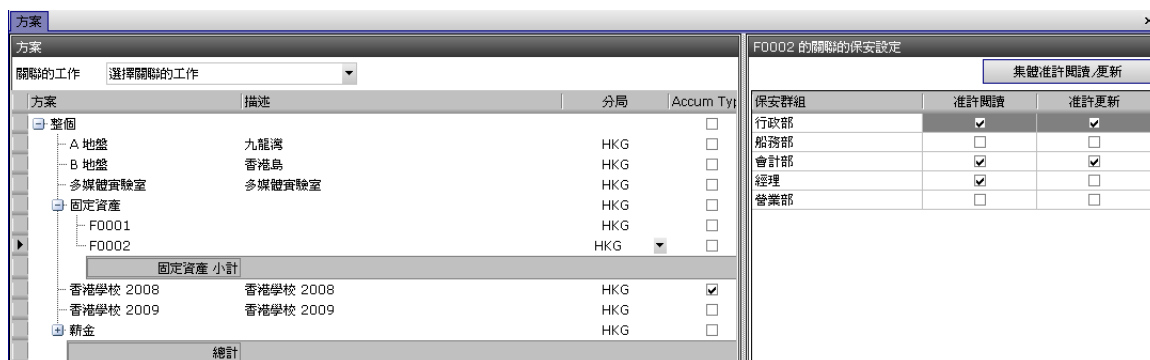 方案
方案
關聯的工作 選擇關聯的工作
方案 描述 分局 Accum Typ
整個
A 地盤 九龍灣 HKG
B 地盤 香港島 HKG
多媒體實驗室 多媒體實驗室 HKG
固定資產 HKG
F0001 HKG
F0002 HKG
固定資產 小計
香港學校 2008 香港學校 2008 HKG
香港學校 2009 香港學校 2009 HKG
薪金 HKG
總計
F0002 的關聯的保安設定
集體准許閱讀/更新
保安群組 准許閱讀 准許更新
行政部
船務部
會計部
經理
營業部